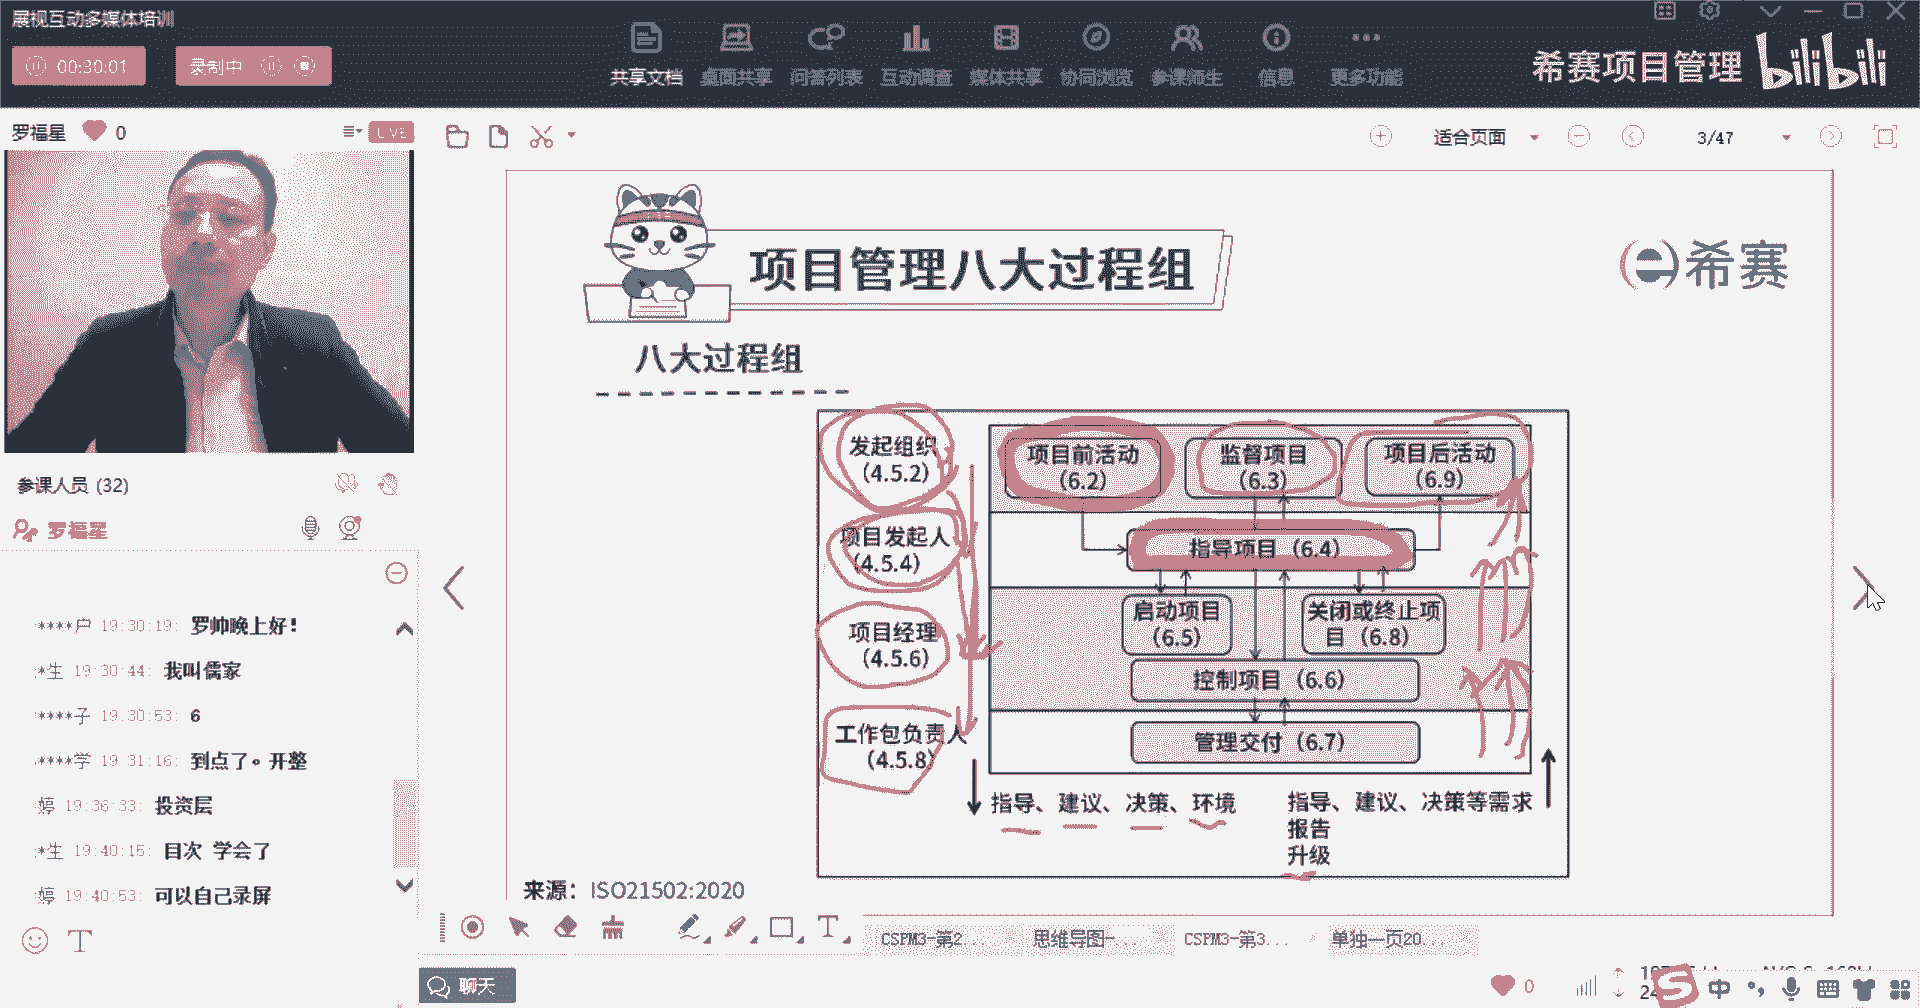 展视互动多媒体培训
00:30:01
录制中
共享文档 桌面共享 问答列表 互动调查 媒体共享 协同浏览 参课师生 信息 更多功能
希赛项目管理 bilibili
罗福星 0 LIVE
适合页面 3/47
项目管理八大过程组
希赛
八大过程组
发起组织
(4.5.2)
项目前活动
(6.2)
监督项目
(6.3)
项目后活动
(6.9)
项目发起人
(4.5.4)
指导项目（6.4）
项目经理
(4.5.6)
启动项目
(6.5)
关闭或终止项
目（6.8）
控制项目（6.6）
工作包负责人
(4.5.8)
管理交付（6.7）
指导、建议、决策、环境
指导、建议、决策等需求
报告
升级
来源：ISO21502:2020
参课人员 (32)
罗福星
****户 19:30:19: 罗帅晚上好！
*生 19:30:44: 我叫儒家
****子 19:30:53: 6
****学 19:31:16: 到点了。开整
婷 19:36:33: 投资层
*生 19:40:15: 目次 学会了
婷 19:40:53: 可以自己录屏
T
T
CSPM3-第2... 思维导图-... CSPM3-第3... 单独一页20...
聊天
0
S 中